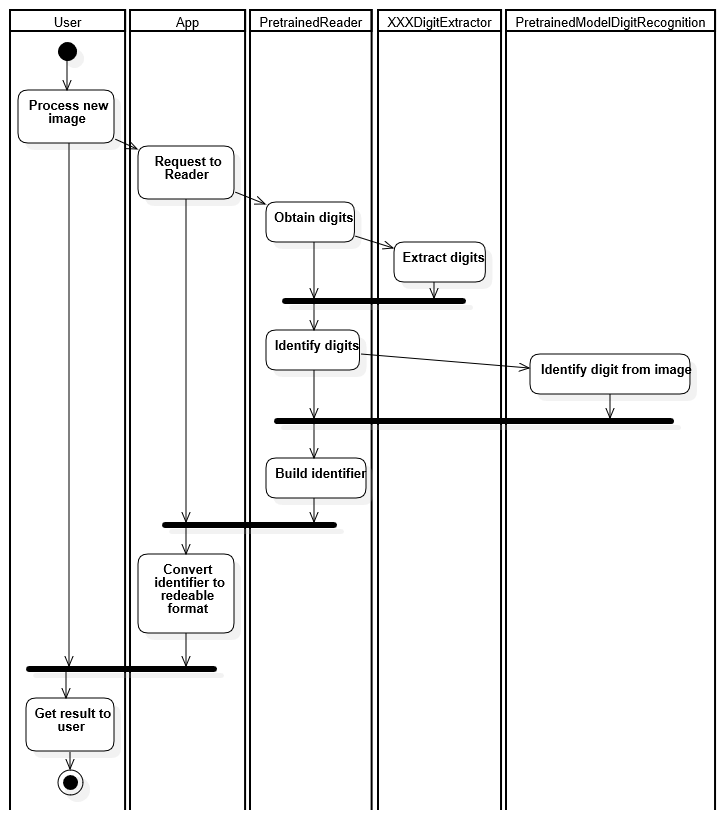 User
App
PretrainedReader
XXXDigitExtractor
PretrainedModelDigitRecognition
Process new
image
Request to
Reader
Obtain digits
Extract digits
Identify digits
Identify digit from image
Build identifier
Convert
identifier to
redeable
format
Get result to
user